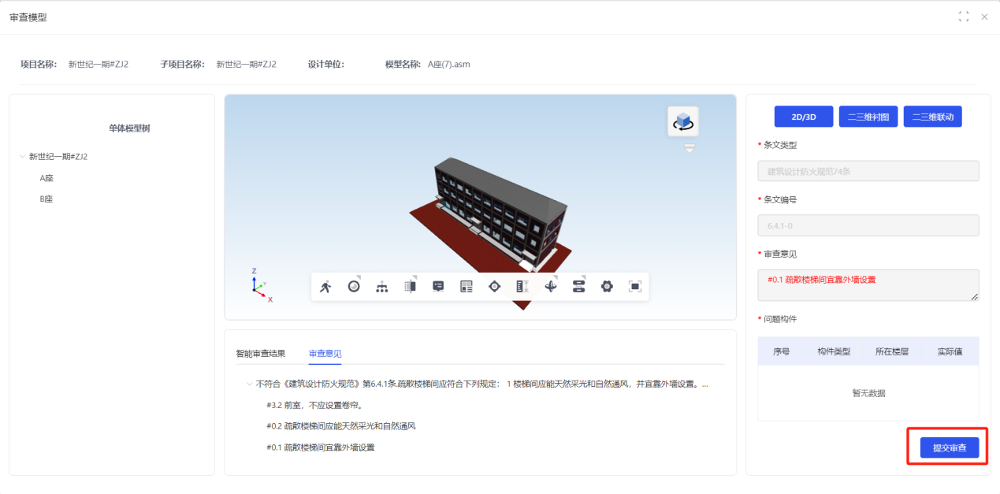 审查模型
项目名称： 新世纪一期#ZJ2 子项目名称： 新世纪一期#ZJ2 设计单位： 模型名称: A座(7).asm
单体模型树
新世纪一期#ZJ2
A座
B座
Z
Y
X
智能审查结果 审查意见
不符合《建筑设计防火规范》第6.4.1条.疏散楼梯间应符合下列规定： 1 楼梯间应能天然采光和自然通风，并宜靠外墙设置。...
#3.2 前室，不应设置卷帘。
#0.2 疏散楼梯间应能天然采光和自然通风
#0.1 疏散楼梯间宜靠外墙设置
2D/3D 二三维衬图 二三维联动
* 条文类型
建筑设计防火规范74条
* 条文编号
6.4.1-0
* 审查意见
#0.1 疏散楼梯间宜靠外墙设置
* 问题构件
序号 构件类型 所在楼层 实际值
暂无数据
提交审查